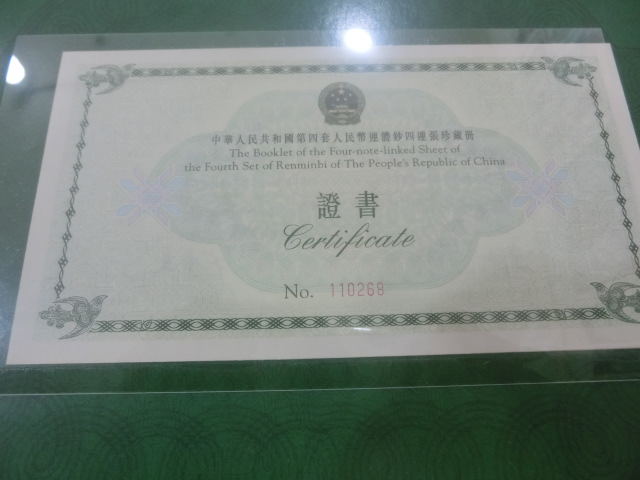 中華人民共和國第四套人民幣連體鈔四連張珍藏册
The Booklet of the Four-note-linked Sheet of
the Fourth Set of Renminbi of The People's Republic of China
證書
Certificate
No. 110268